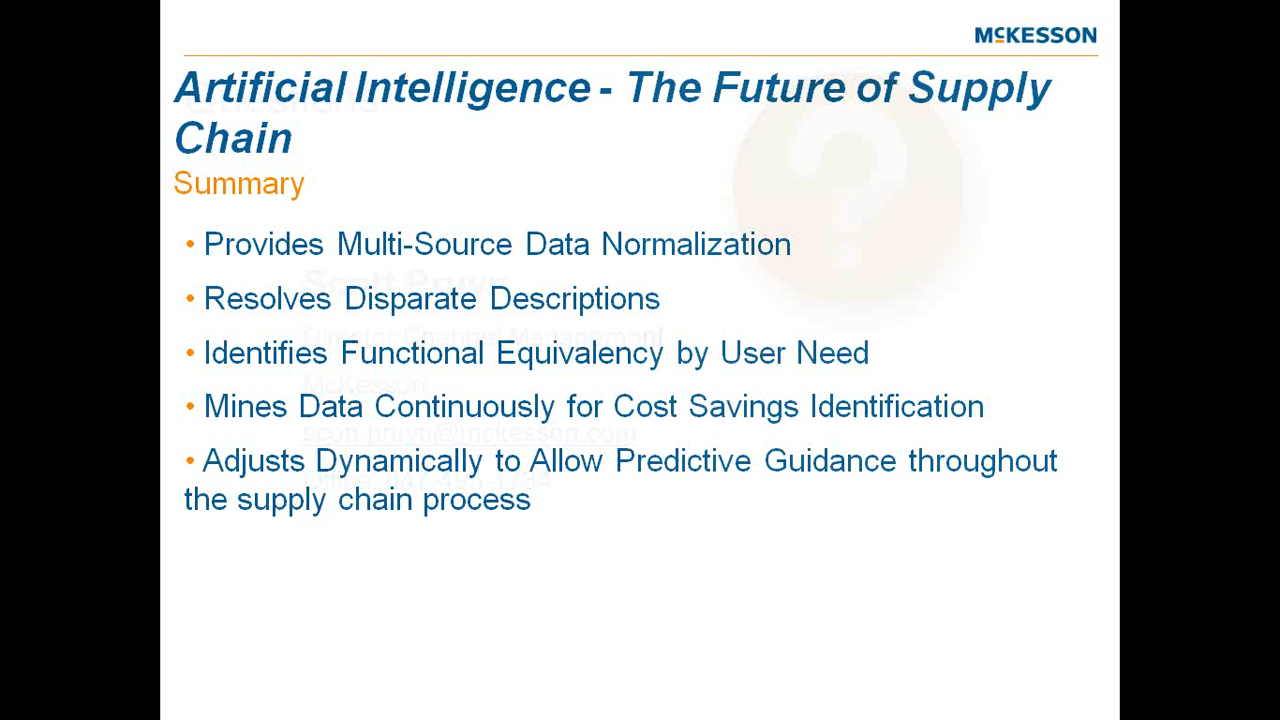 McKESSON
Artificial Intelligence - The Future of Supply
Chain
Summary
• Provides Multi-Source Data Normalization
• Resolves Disparate Descriptions
• Identifies Functional Equivalency by User Need
• Mines Data Continuously for Cost Savings Identification
• Adjusts Dynamically to Allow Predictive Guidance throughout
the supply chain process